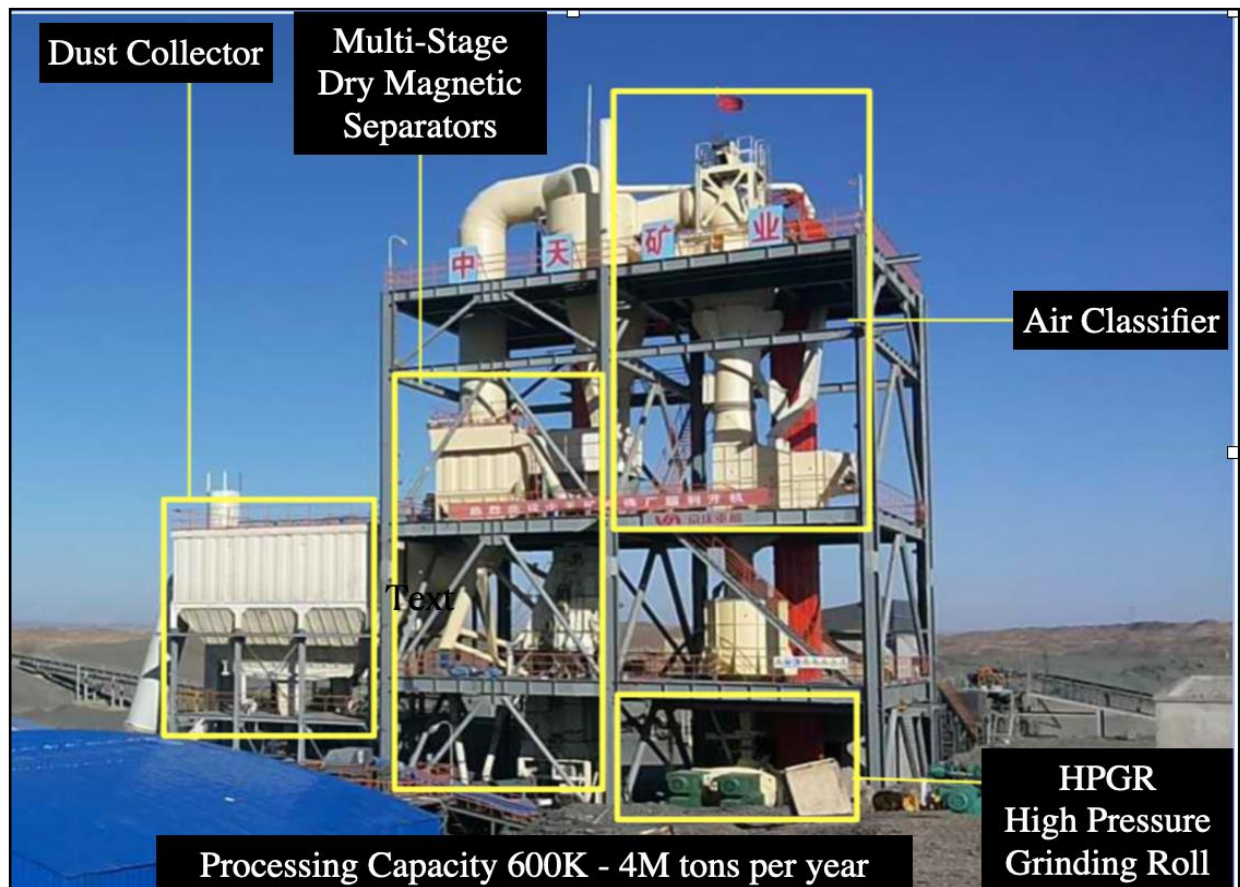 Dust Collector
Multi-Stage
Dry Magnetic
Separators
中天矿业
Air Classifier
Text
HPGR
High Pressure
Grinding Roll
Processing Capacity 600K - 4M tons per year